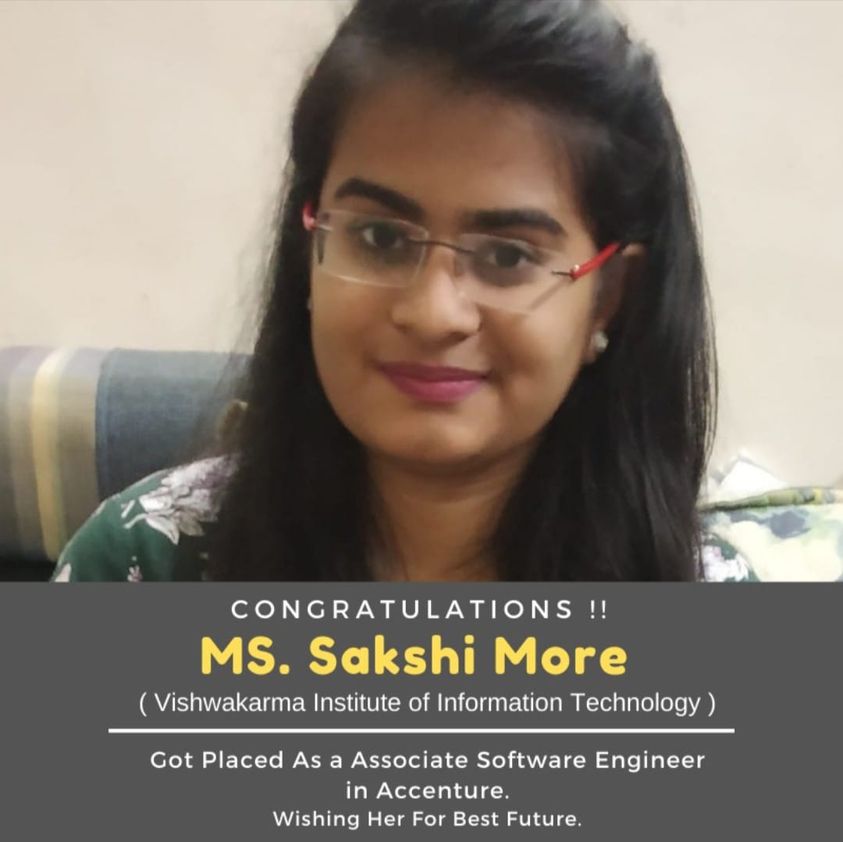 CONGRATULATIONS !!
MS. Sakshi More
( Vishwakarma Institute of Information Technology )
Got Placed As a Associate Software Engineer
in Accenture.
Wishing Her For Best Future.